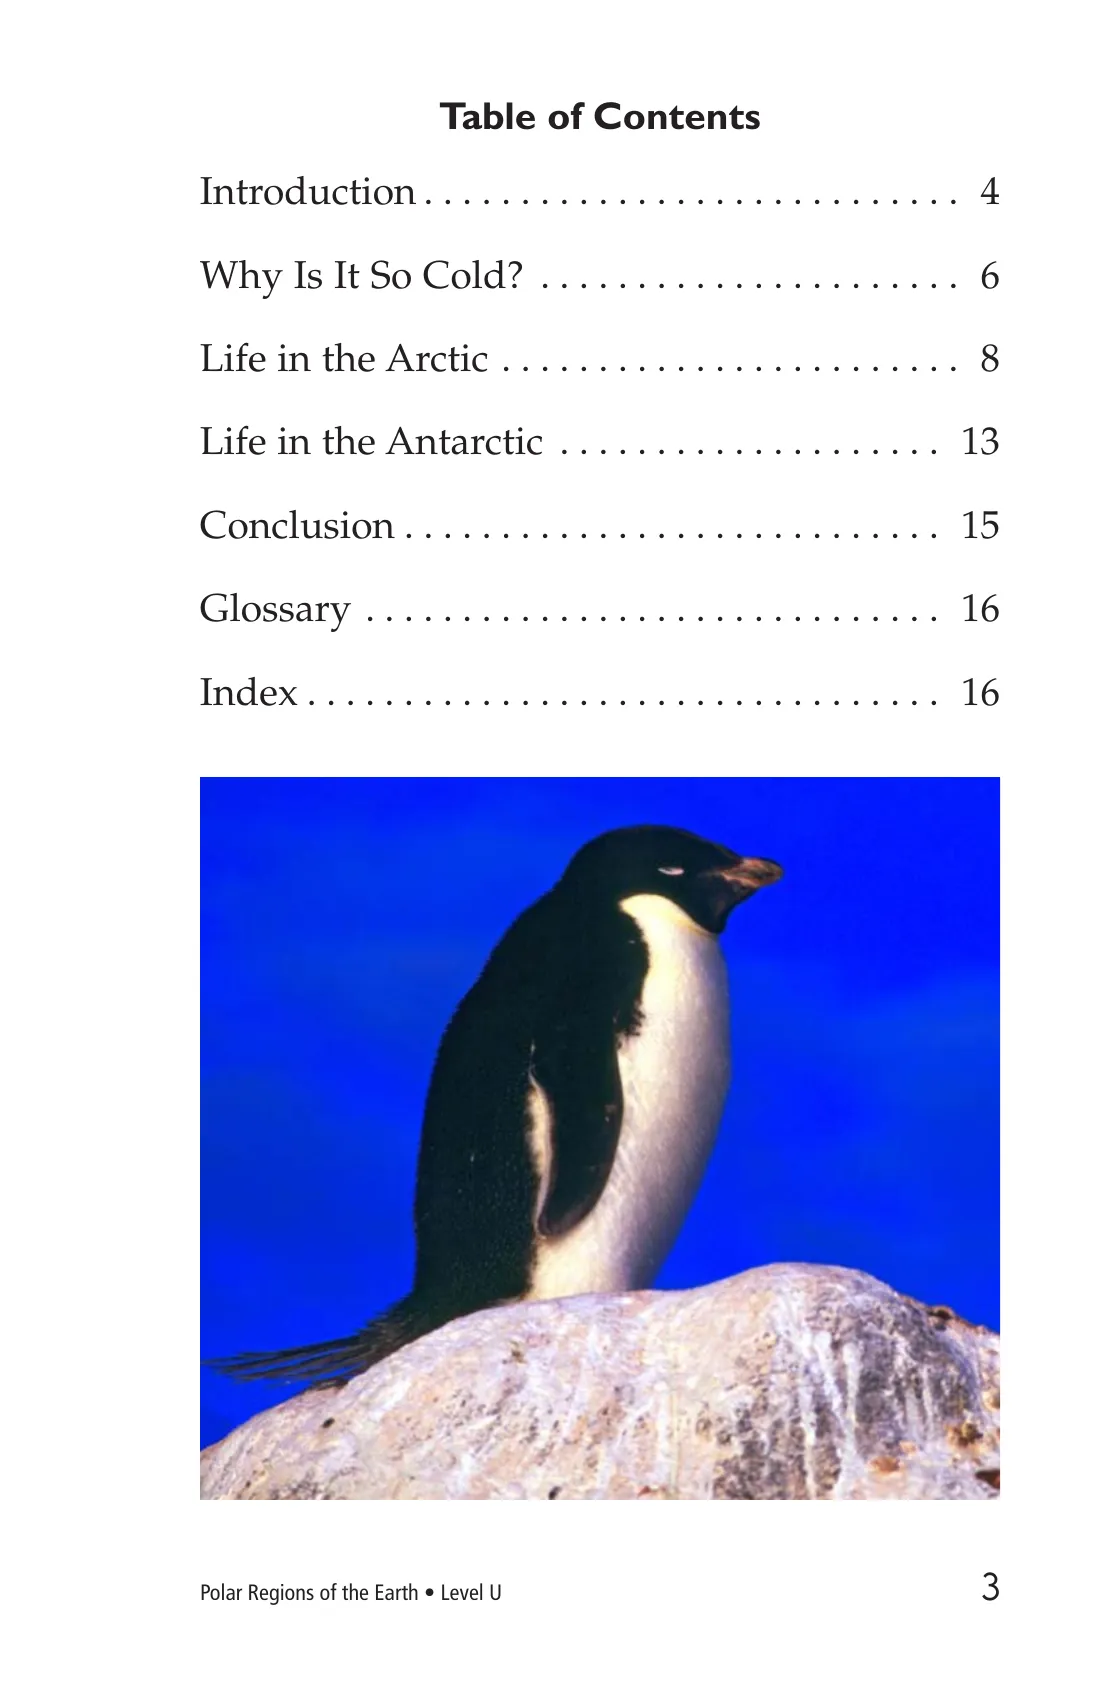 Table of Contents
Introduction . . . . . . . . . . . . . . . . . . . . . . . . . . . . 4
Why Is It So Cold? . . . . . . . . . . . . . . . . . . . . . . 6
Life in the Arctic . . . . . . . . . . . . . . . . . . . . . . . . 8
Life in the Antarctic . . . . . . . . . . . . . . . . . . . . 13
Conclusion . . . . . . . . . . . . . . . . . . . . . . . . . . . . 15
Glossary . . . . . . . . . . . . . . . . . . . . . . . . . . . . . . 16
Index . . . . . . . . . . . . . . . . . . . . . . . . . . . . . . . . . 16
Polar Regions of the Earth • Level U 3